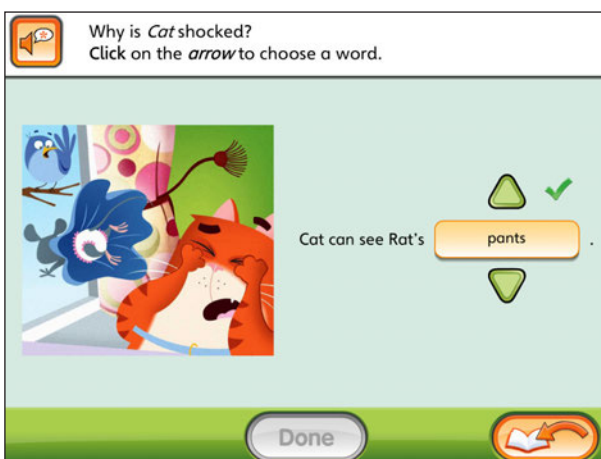 Why is Cat shocked?
Click on the arrow to choose a word.
Cat can see Rat's pants .
Done